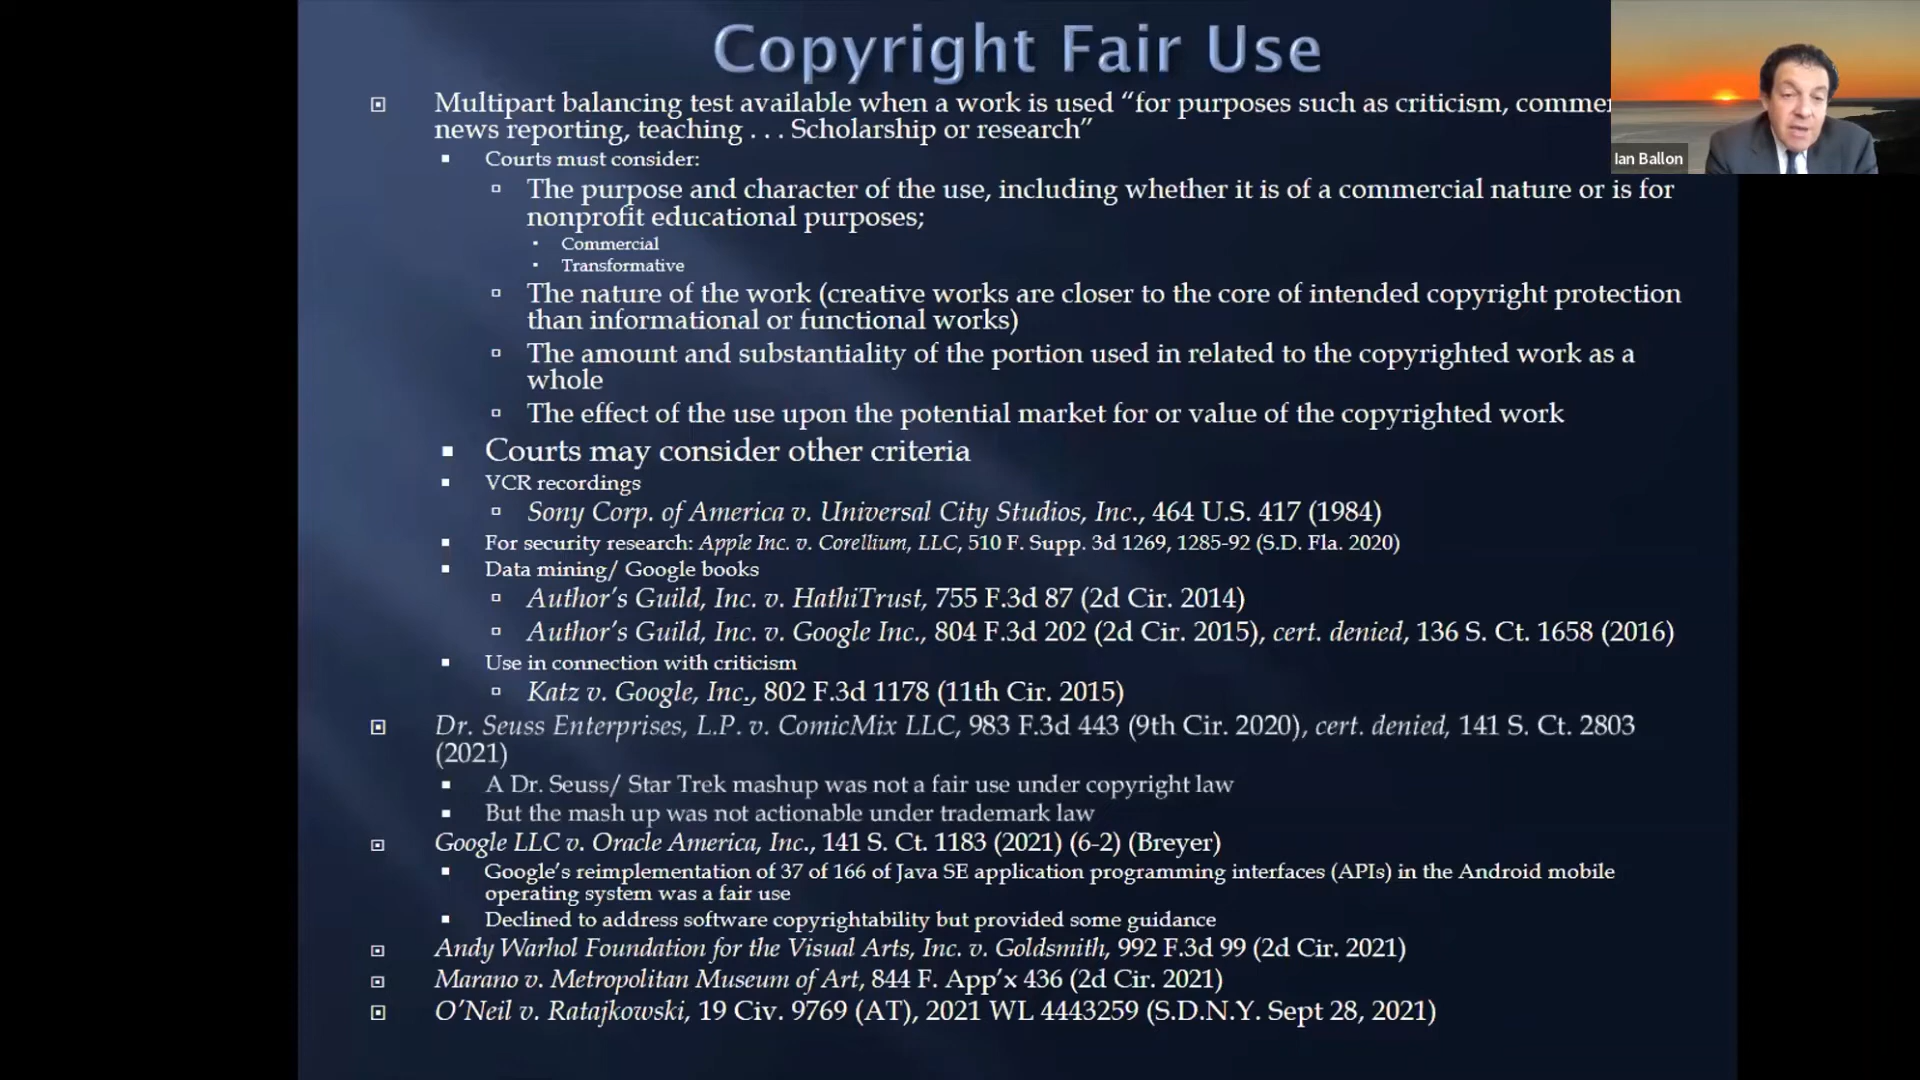 Copyright Fair Use
Multipart balancing test available when a work is used “for purposes such as criticism,
news reporting, teaching . . . Scholarship or research”
Ian Ballon
Courts must consider:
The purpose and character of the use, including whether it is of a commercial nature or is for
nonprofit educational purposes;
Commercial
Transformative
The nature of the work (creative works are closer to the core of intended copyright protection
than informational or functional works)
The amount and substantiality of the portion used in related to the copyrighted work as a
whole
The effect of the use upon the potential market for or value of the copyrighted work
Courts may consider other criteria
VCR recordings
Sony Corp. of America v. Universal City Studios, Inc., 464 U.S. 417 (1984)
For security research: Apple Inc. v. Corellium, LLC, 510 F. Supp. 3d 1269, 1285-92 (S.D. Fla. 2020)
Data mining/ Google books
Author’s Guild, Inc. v. HathiTrust, 755 F.3d 87 (2d Cir. 2014)
Author’s Guild, Inc. v. Google Inc., 804 F.3d 202 (2d Cir. 2015), cert. denied, 136 S. Ct. 1658 (2016)
Use in connection with criticism
Katz v. Google, Inc., 802 F.3d 1178 (11th Cir. 2015)
Dr. Seuss Enterprises, L.P. v. ComicMix LLC, 983 F.3d 443 (9th Cir. 2020), cert. denied, 141 S. Ct. 2803
(2021)
A Dr. Seuss/ Star Trek mashup was not a fair use under copyright law
But the mash up was not actionable under trademark law
Google LLC v. Oracle America, Inc., 141 S. Ct. 1183 (2021) (6-2) (Breyer)
Google’s reimplementation of 37 of 166 of Java SE application programming interfaces (APIs) in the Android mobile
operating system was a fair use
Declined to address software copyrightability but provided some guidance
Andy Warhol Foundation for the Visual Arts, Inc. v. Goldsmith, 992 F.3d 99 (2d Cir. 2021)
Marano v. Metropolitan Museum of Art, 844 F. App’x 436 (2d Cir. 2021)
O’Neil v. Ratajkowski, 19 Civ. 9769 (AT), 2021 WL 4443259 (S.D.N.Y. Sept 28, 2021)